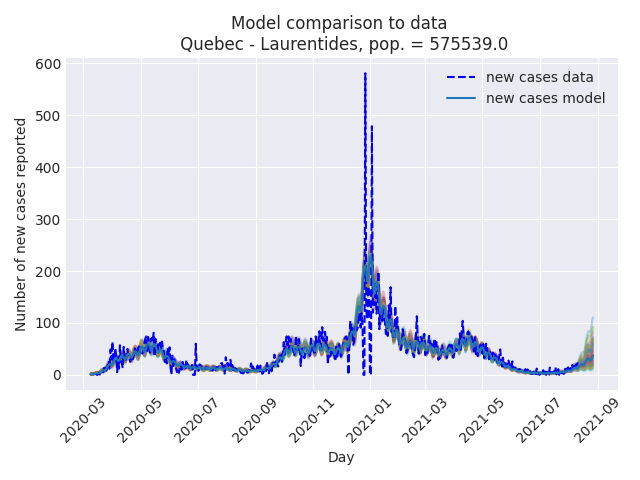 Model comparison to data
Quebec - Laurentides, pop. = 575539.0
new cases data
new cases model
Number of new cases reported
600
500
400
300
200
100
0
2020-03
2020-05
2020-07
2020-09
2020-11
2021-01
2021-03
2021-05
2021-07
2021-09
Day